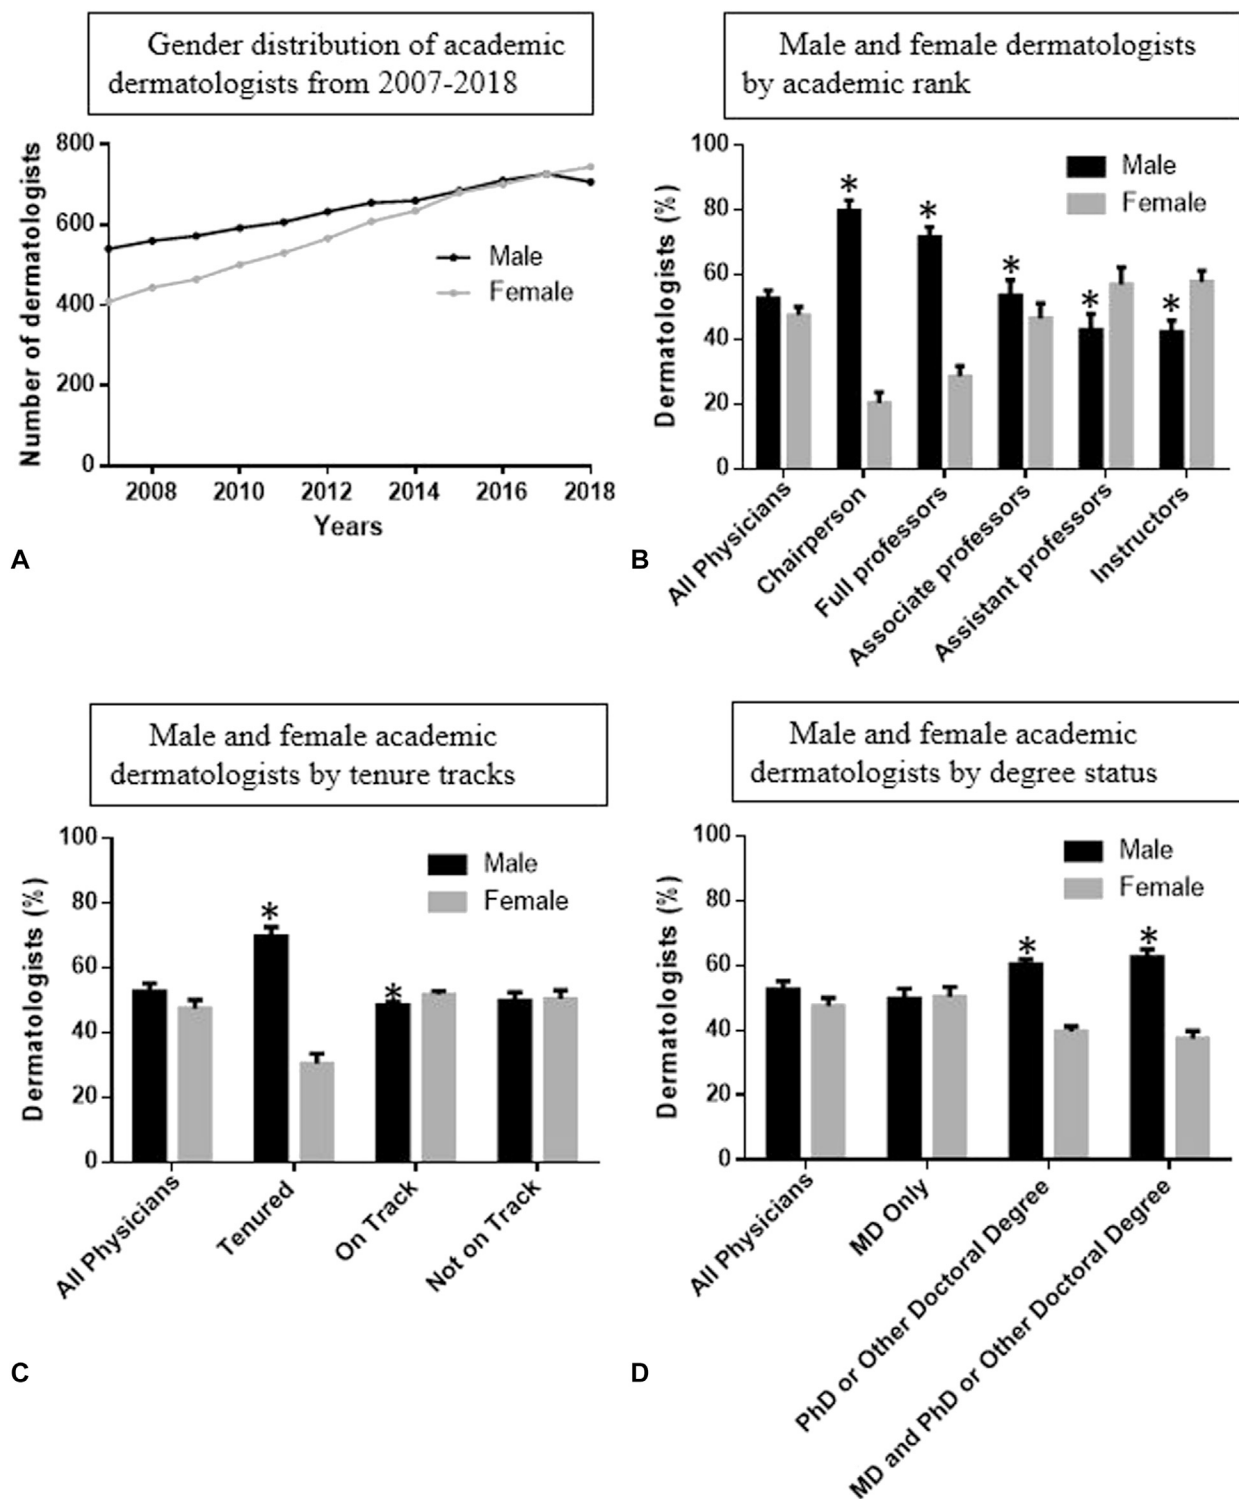 Gender distribution of academic
dermatologists from 2007-2018
Number of dermatologists
800
600
400
200
0
Male
Female
2008 2010 2012 2014 2016 2018
Years
A
Male and female dermatologists
by academic rank
Dermatologists (%)
100
80
60
40
20
0
Male
Female
* * * * *
All Physicians
Chairperson
Full professors
Associate professors
Assistant professors
Instructors
B
Male and female academic
dermatologists by tenure tracks
Dermatologists (%)
100
80
60
40
20
0
Male
Female
* *
All Physicians
Tenured
On Track
Not on Track
C
Male and female academic
dermatologists by degree status
Dermatologists (%)
100
80
60
40
20
0
Male
Female
* *
All Physicians
MD Only
PhD or Other Doctoral Degree
MD and PhD or Other Doctoral Degree
D